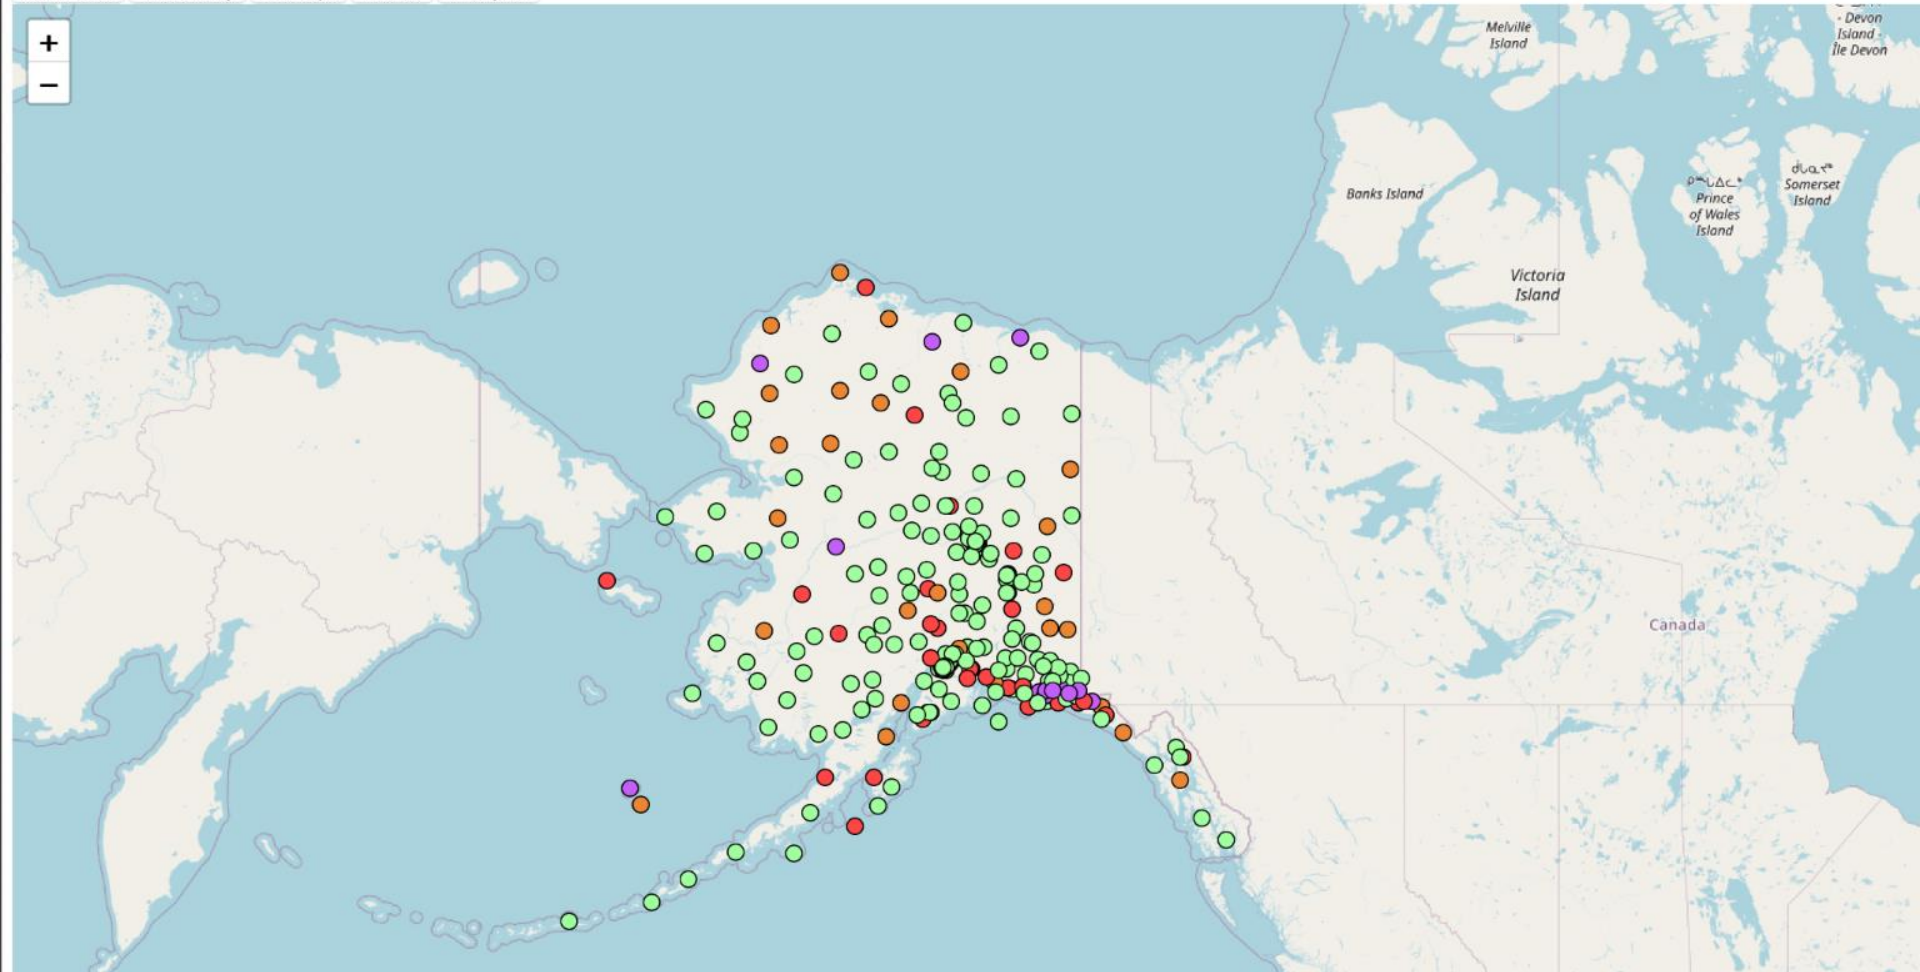 +
−
Melville
Island
- Devon
Island -
Île Devon
Banks Island
Prince
of Wales
Island
Somerset
Island
Victoria
Island
Canada